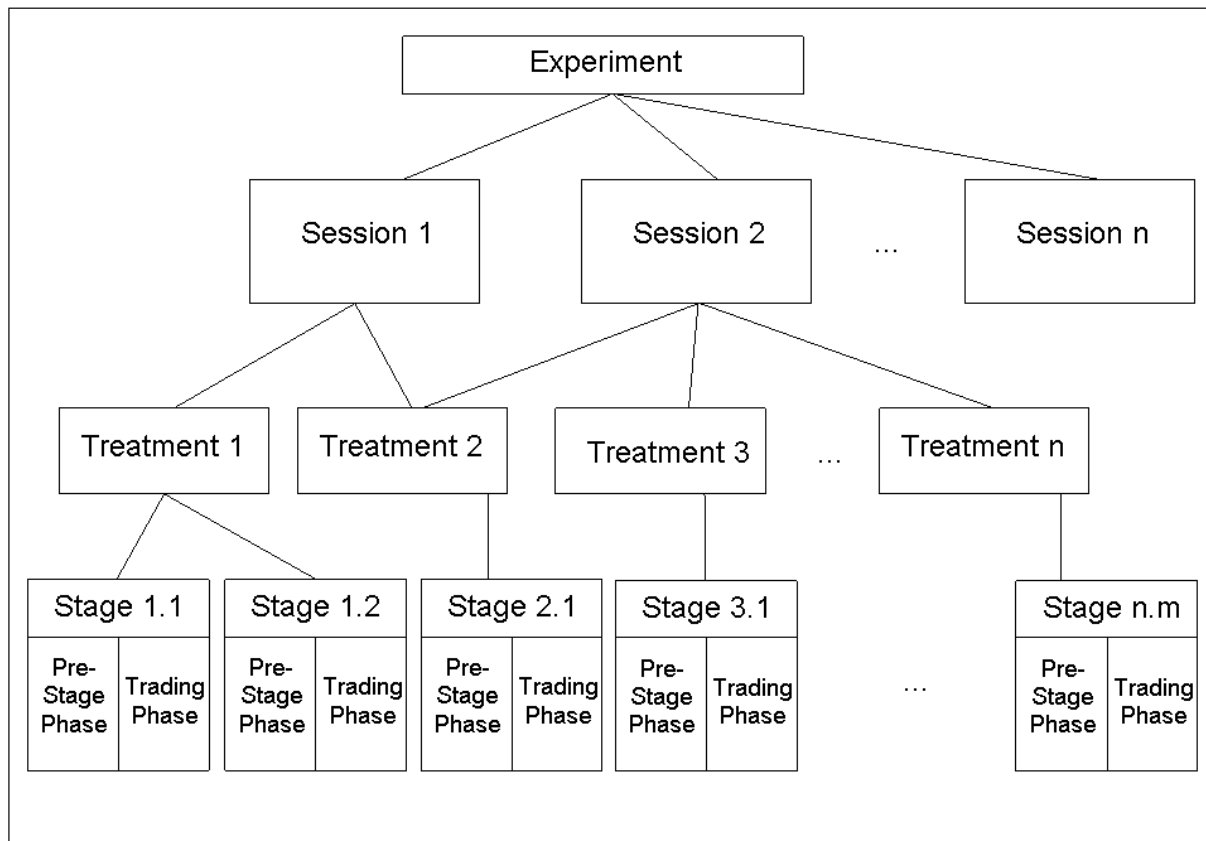 Experiment
Session 1
Session 2
...
Session n
Treatment 1
Treatment 2
Treatment 3
...
Treatment n
Stage 1.1
Stage 1.2
Stage 2.1
Stage 3.1
Stage n.m
Pre-
Stage
Phase
Trading
Phase
Pre-
Stage
Phase
Trading
Phase
Pre-
Stage
Phase
Trading
Phase
Pre-
Stage
Phase
Trading
Phase
...
Pre-
Stage
Phase
Trading
Phase